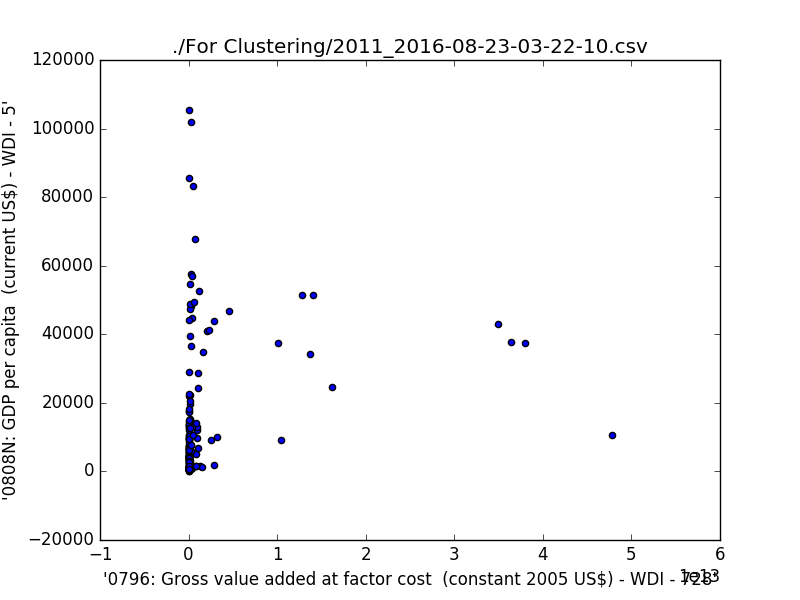 ./For Clustering/2011_2016-08-23-03-22-10.csv
120000
100000
80000
60000
40000
20000
0
−20000
'0808N: GDP per capita (current US$) - WDI - 5'
−1 0 1 2 3 4 5 6
1e13
'0796: Gross value added at factor cost (constant 2005 US$) - WDI - 728'